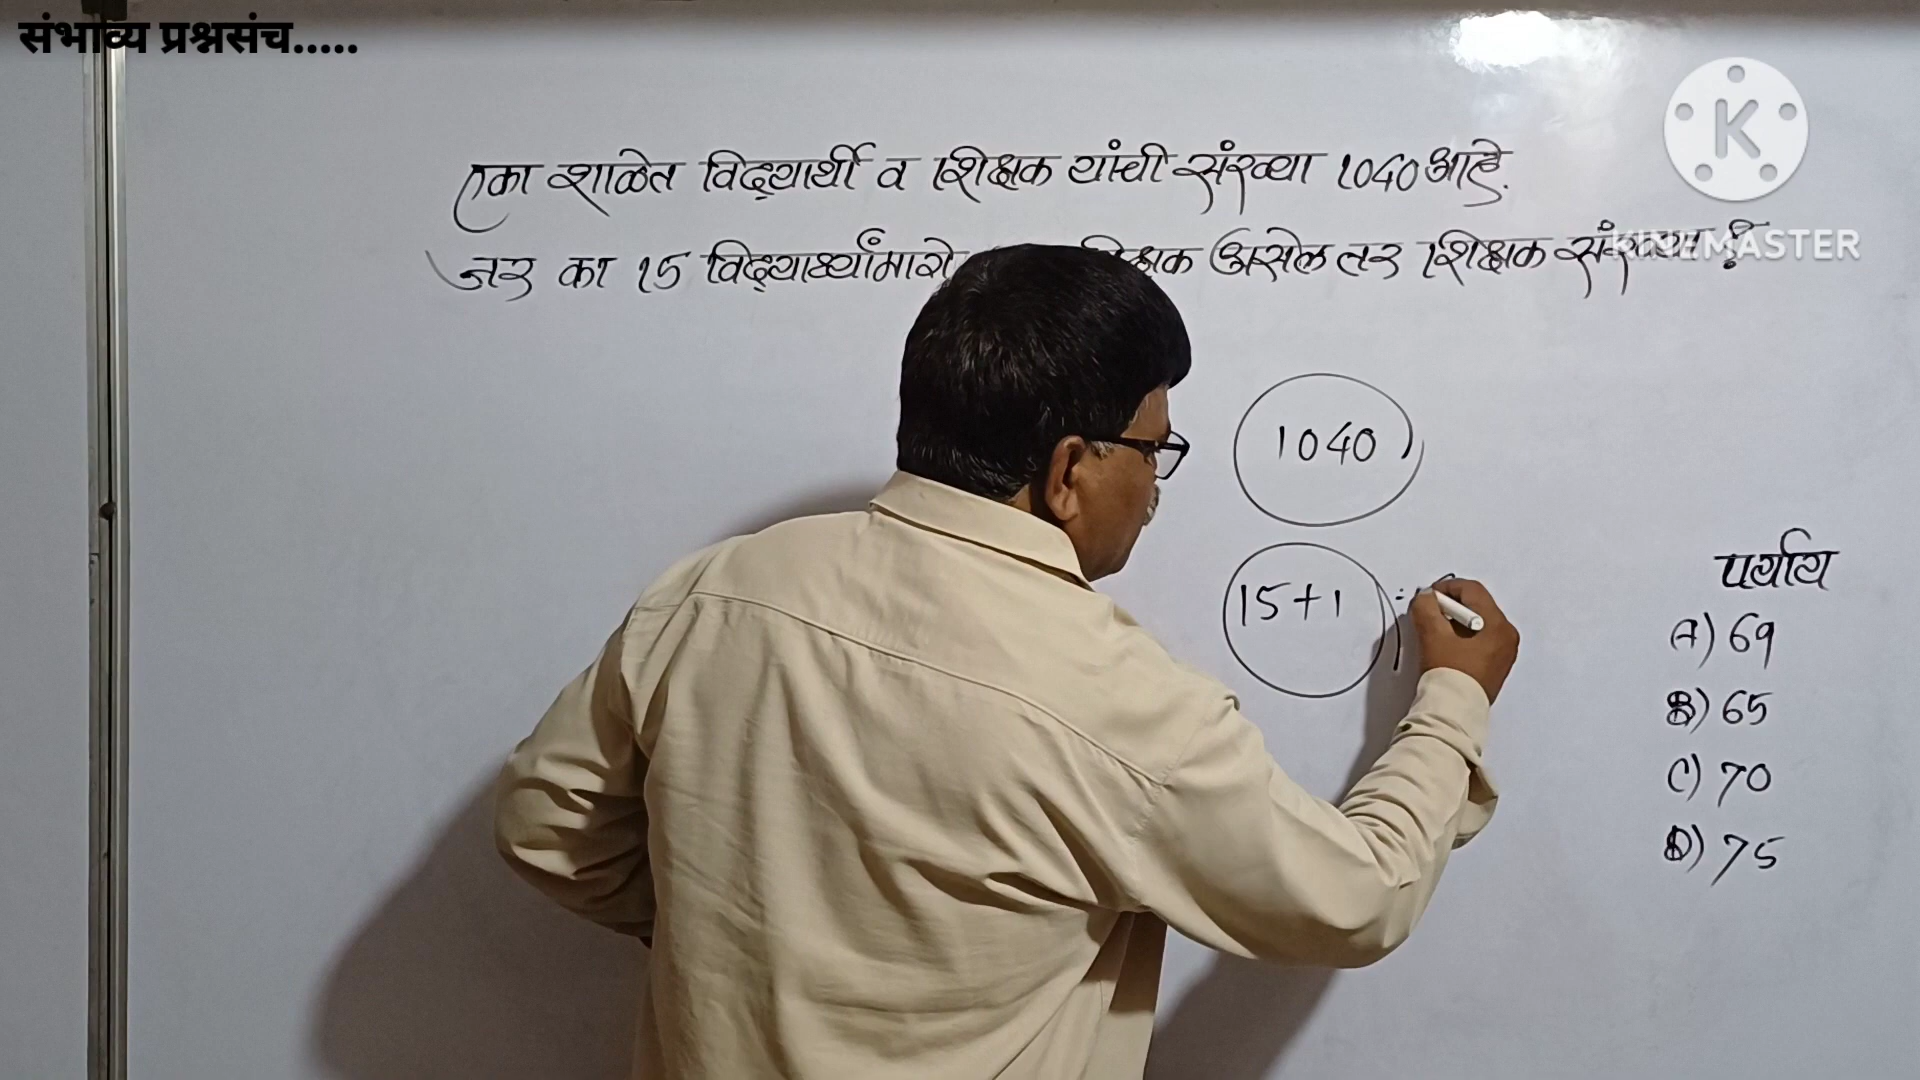 संभाव्य प्रश्नसंच.....
K
KINEMASTER
एका शाळेत विद्यार्थी व शिक्षक यांची संख्या 1040 आहे.
जर का 15 विद्यार्थ्यांमागे असेल तर शिक्षक संख्या ?
1040
15+1 =
पर्याय
A) 69
B) 65
C) 70
D) 75